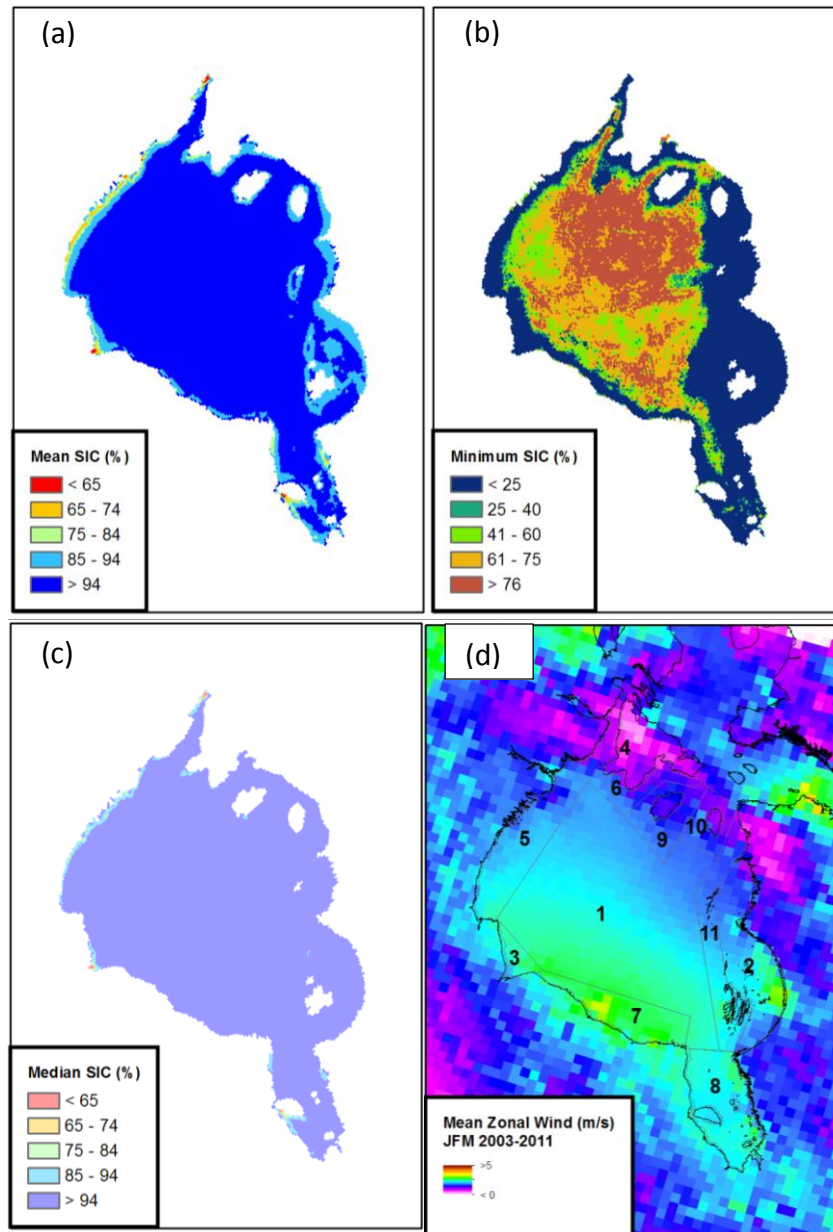 (a)
Mean SIC (%)
< 65
65 - 74
75 - 84
85 - 94
> 94
(b)
Minimum SIC (%)
< 25
25 - 40
41 - 60
61 - 75
> 76
(c)
Median SIC (%)
< 65
65 - 74
75 - 84
85 - 94
> 94
(d)
4
6
5
9
10
1
11
3
2
7
8
Mean Zonal Wind (m/s)
JFM 2003-2011
>5
< 0